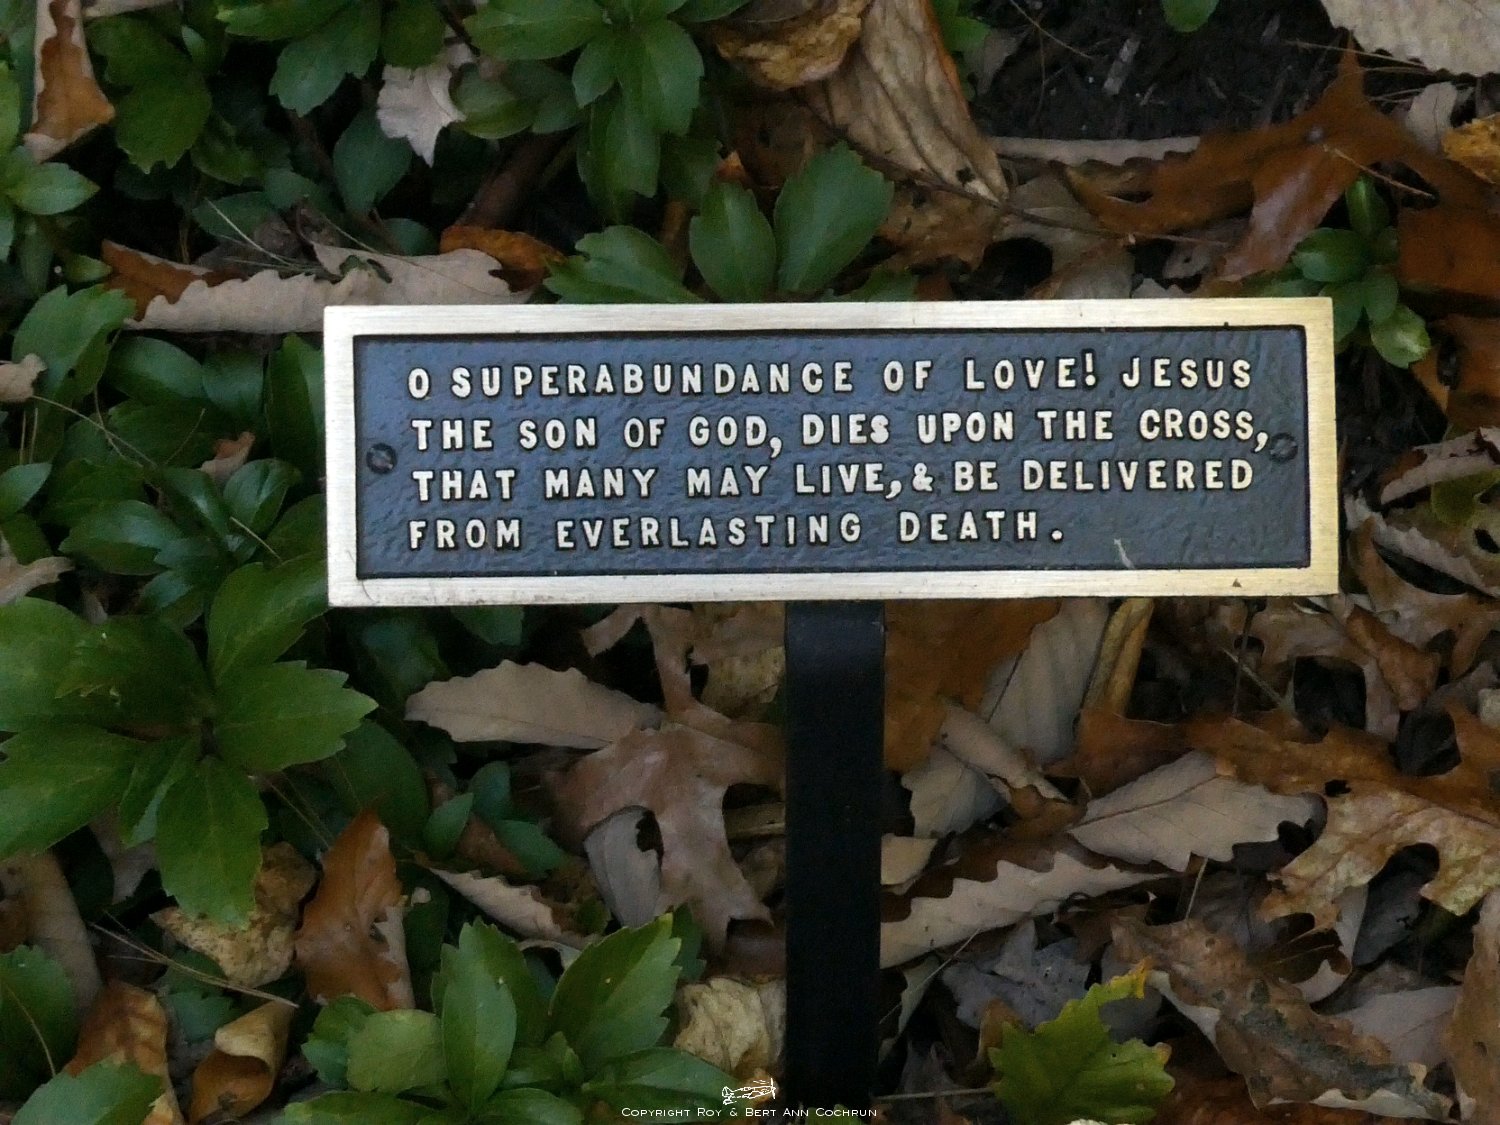 O SUPERABUNDANCE OF LOVE! JESUS
THE SON OF GOD, DIES UPON THE CROSS,
THAT MANY MAY LIVE, & BE DELIVERED
FROM EVERLASTING DEATH.
Copyright Roy & Bert Ann Cochrun